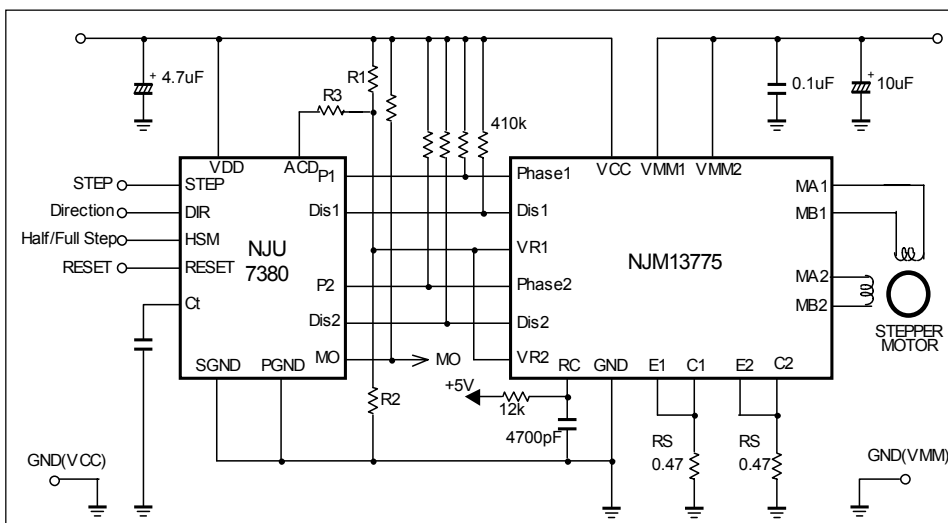 + 4.7uF
R1
R3
410k
0.1uF
+ 10uF
VDD
ACD
P1
STEP
STEP
Direction
DIR
Dis1
Half/Full Step
HSM
NJU
7380
RESET
RESET
P2
Ct
Dis2
MO
MO
SGND
PGND
R2
VCC
VMM1
VMM2
Phase1
MA1
Dis1
MB1
VR1
NJM13775
Phase2
MA2
Dis2
MB2
VR2
RC
GND
E1
C1
E2
C2
STEPPER
MOTOR
+5V
12k
4700pF
RS
0.47
RS
0.47
GND(VCC)
GND(VMM)